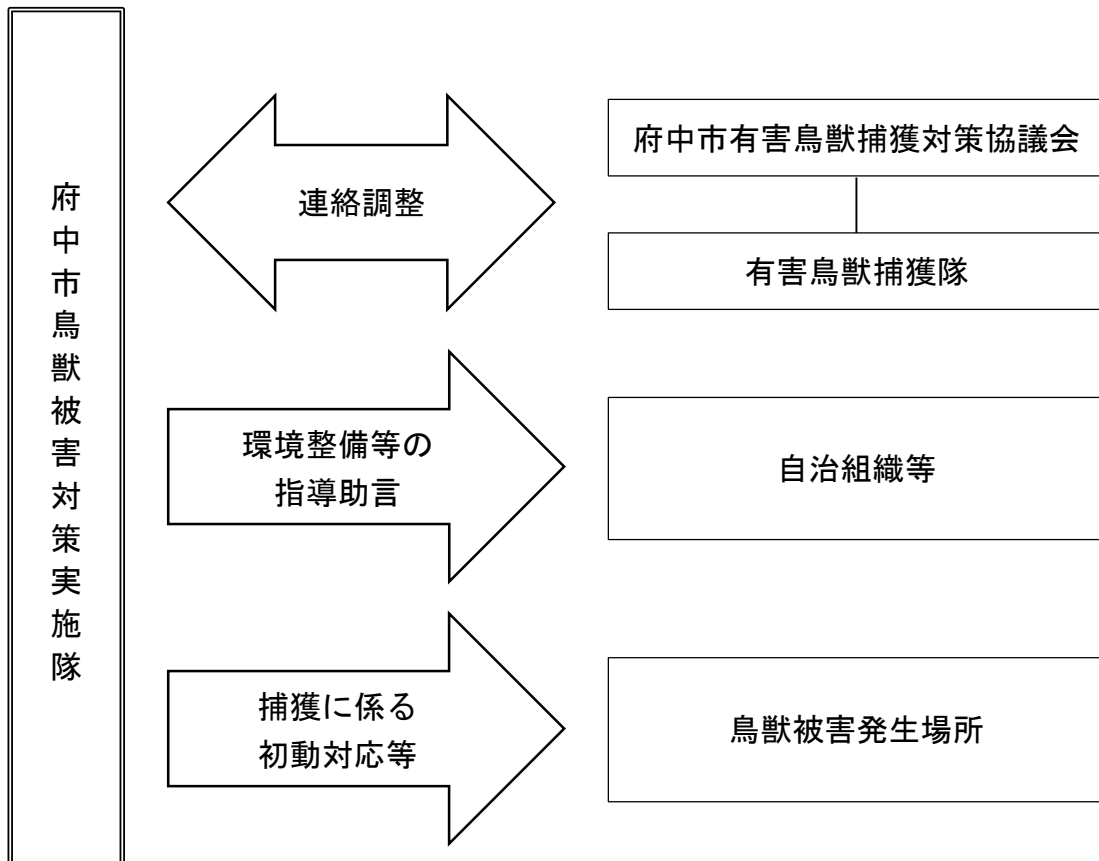 府中市鳥獣被害対策実施隊
連絡調整
府中市有害鳥獣捕獲対策協議会
有害鳥獣捕獲隊
環境整備等の
指導助言
自治組織等
捕獲に係る
初動対応等
鳥獣被害発生場所